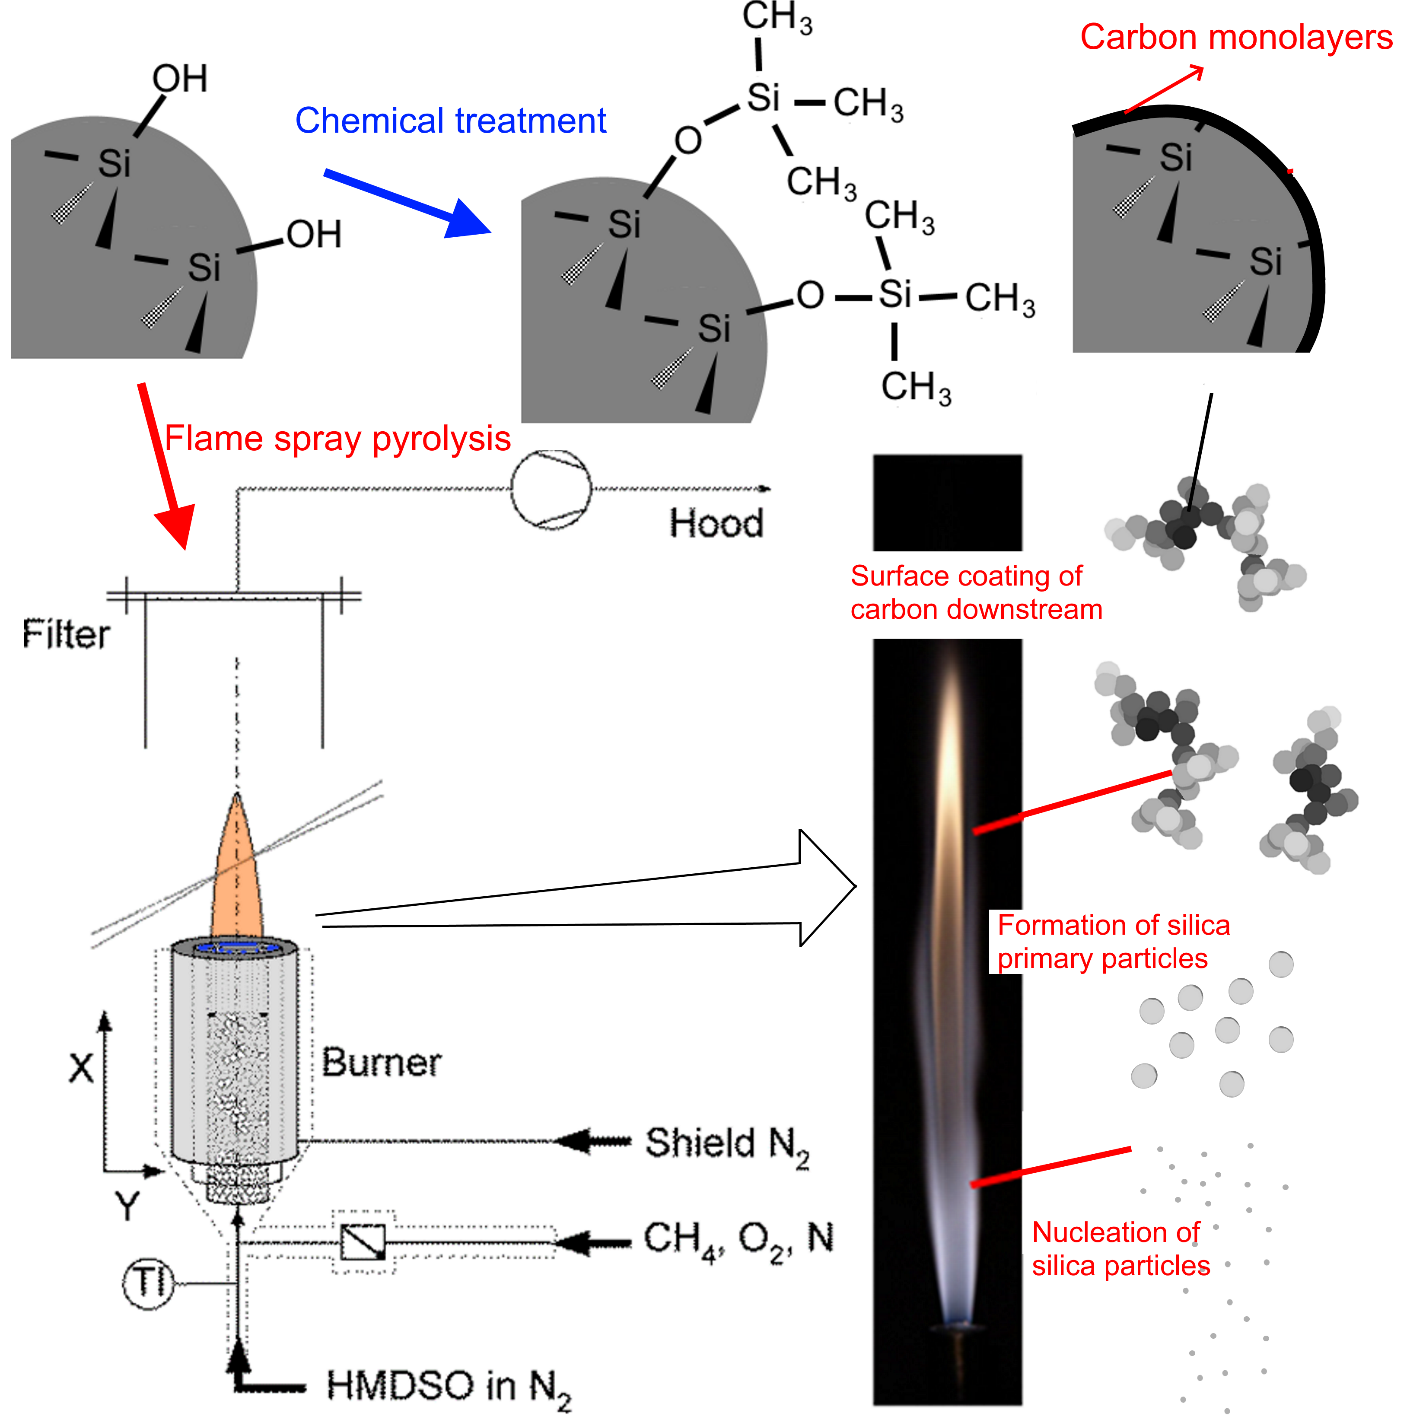 CH3
Carbon monolayers
OH
Si
CH3
Chemical treatment
O
Si
CH3
CH3
Si
OH
Si
Si
CH3
O
Si
CH3
Si
CH3
Si
Si
Flame spray pyrolysis
Hood
Surface coating of
carbon downstream
Filter
Formation of silica
primary particles
X
Burner
Shield N2
Y
Nucleation of
silica particles
CH4, O2, N
TI
HMDSO in N2